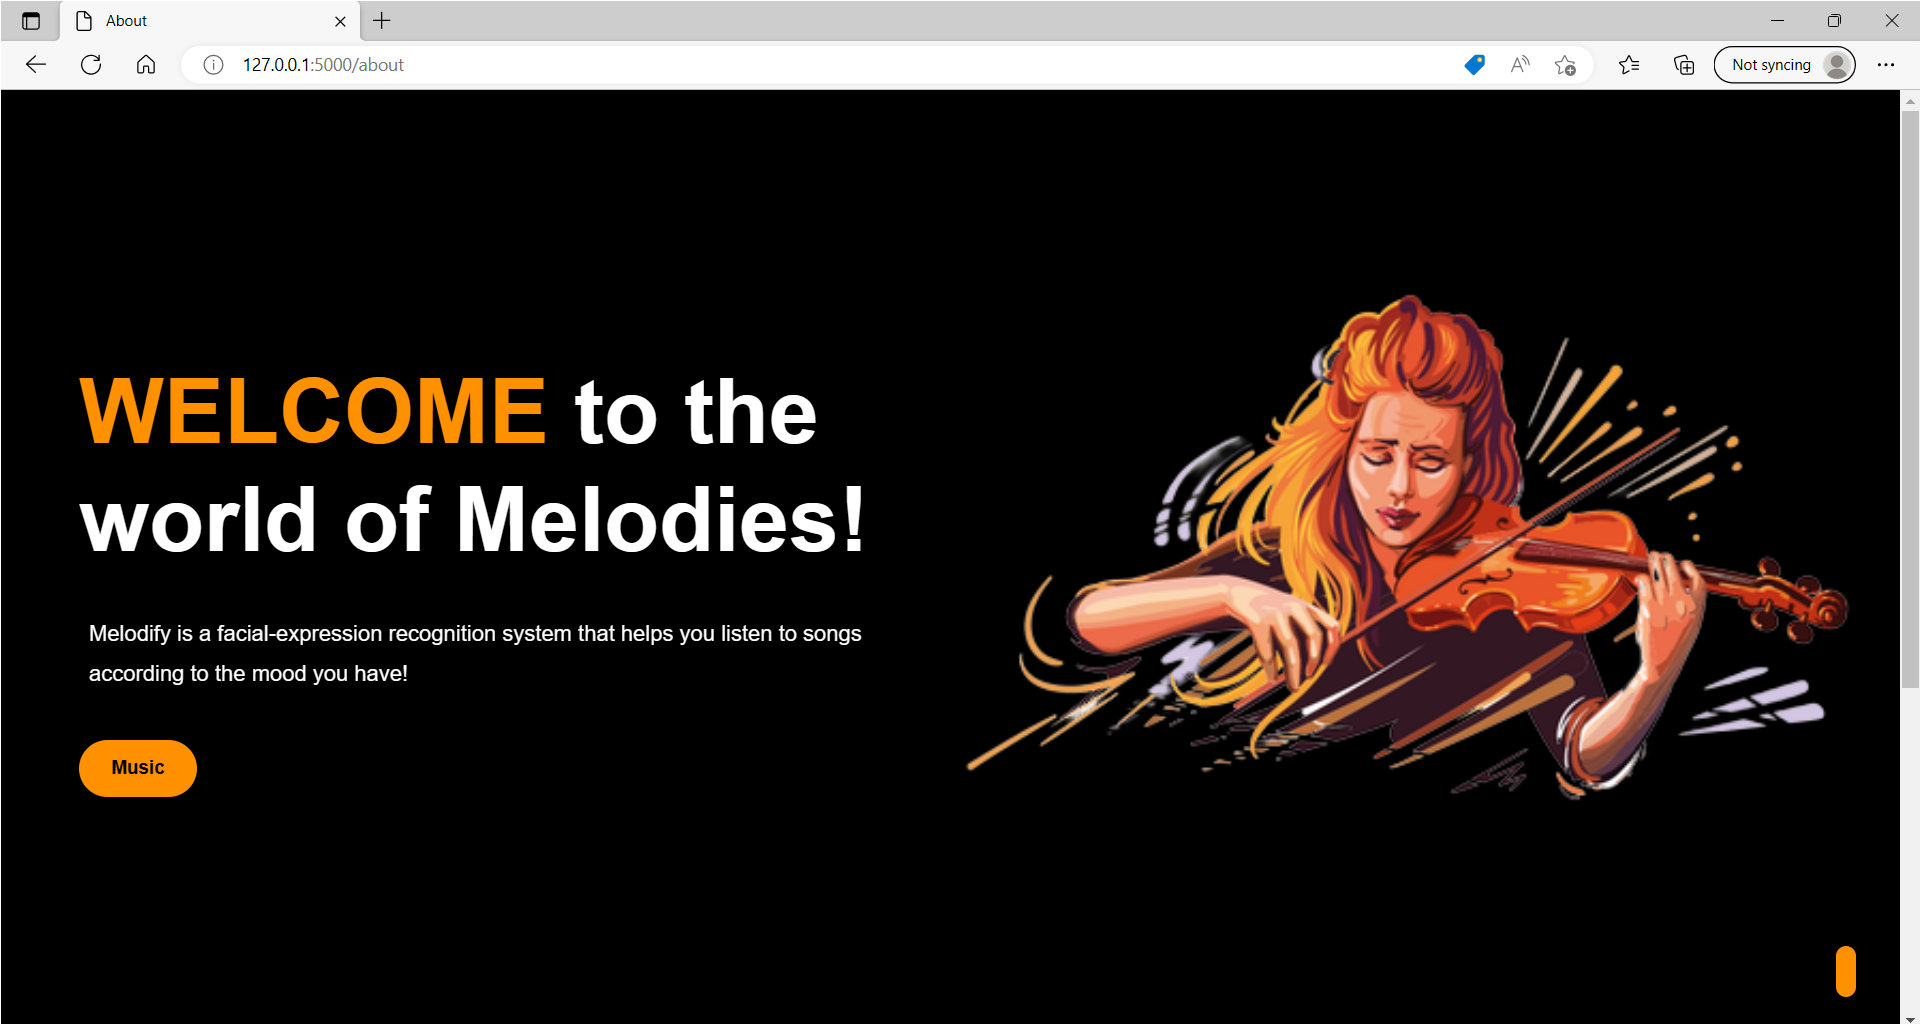 About
127.0.0.1:5000/about
Not syncing
WELCOME to the
world of Melodies!
Melodify is a facial-expression recognition system that helps you listen to songs
according to the mood you have!
Music